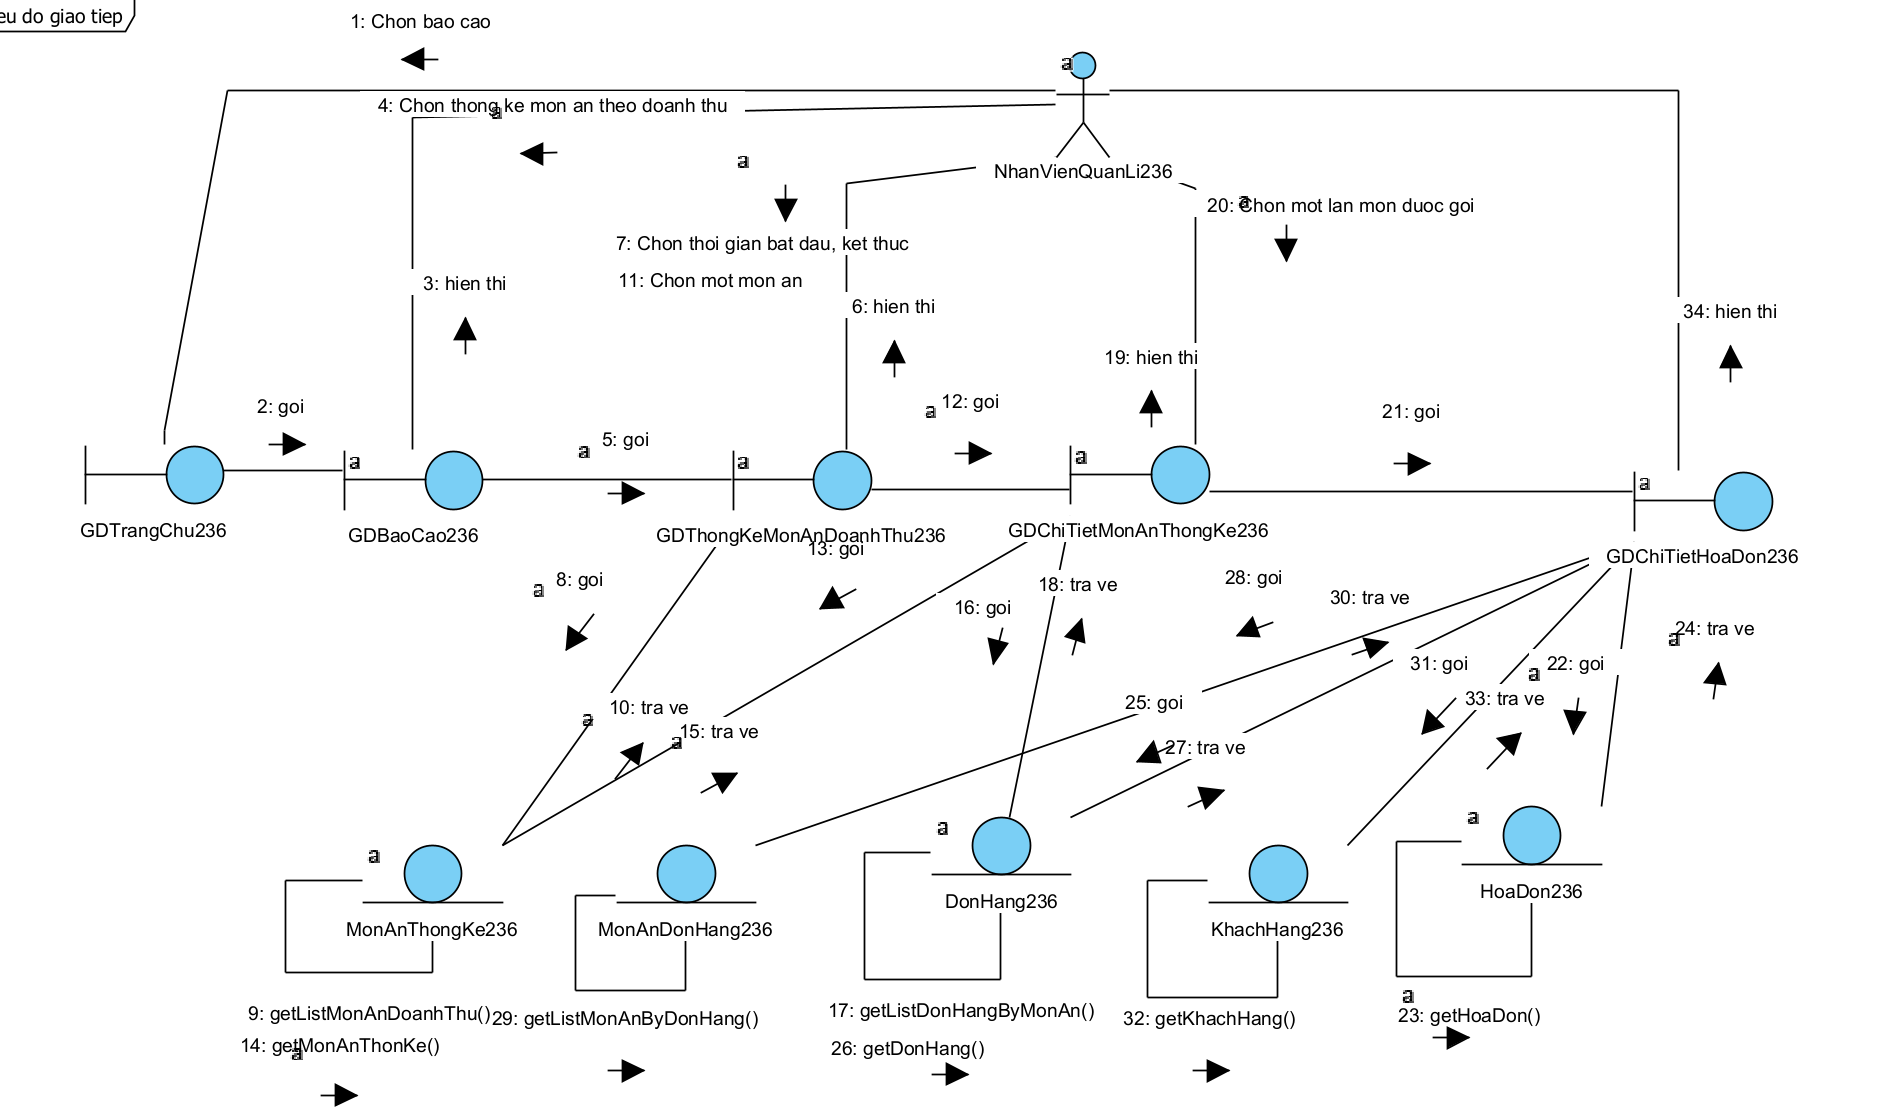 eu do giao tiep
1: Chon bao cao
a
4: Chon thong ke mon an theo doanh thu
a
a
NhanVienQuanLi236
20: Chon mot lan mon duoc goi
a
7: Chon thoi gian bat dau, ket thuc
11: Chon mot mon an
3: hien thi
6: hien thi
34: hien thi
19: hien thi
2: goi
a
12: goi
21: goi
a
5: goi
a
a
a
a
GDTrangChu236
GDBaoCao236
GDThongKeMonAnDoanhThu236
GDChiTietMonAnThongKe236
GDChiTietHoaDon236
13: goi
a
8: goi
16: goi
18: tra ve
28: goi
30: tra ve
a
24: tra ve
31: goi
a
22: goi
33: tra ve
a
10: tra ve
25: goi
a
15: tra ve
27: tra ve
a
a
a
MonAnThongKe236
MonAnDonHang236
DonHang236
KhachHang236
HoaDon236
9: getListMonAnDoanhThu()
29: getListMonAnByDonHang()
17: getListDonHangByMonAn()
32: getKhachHang()
a
23: getHoaDon()
14: getMonAnThonKe()
a
26: getDonHang()